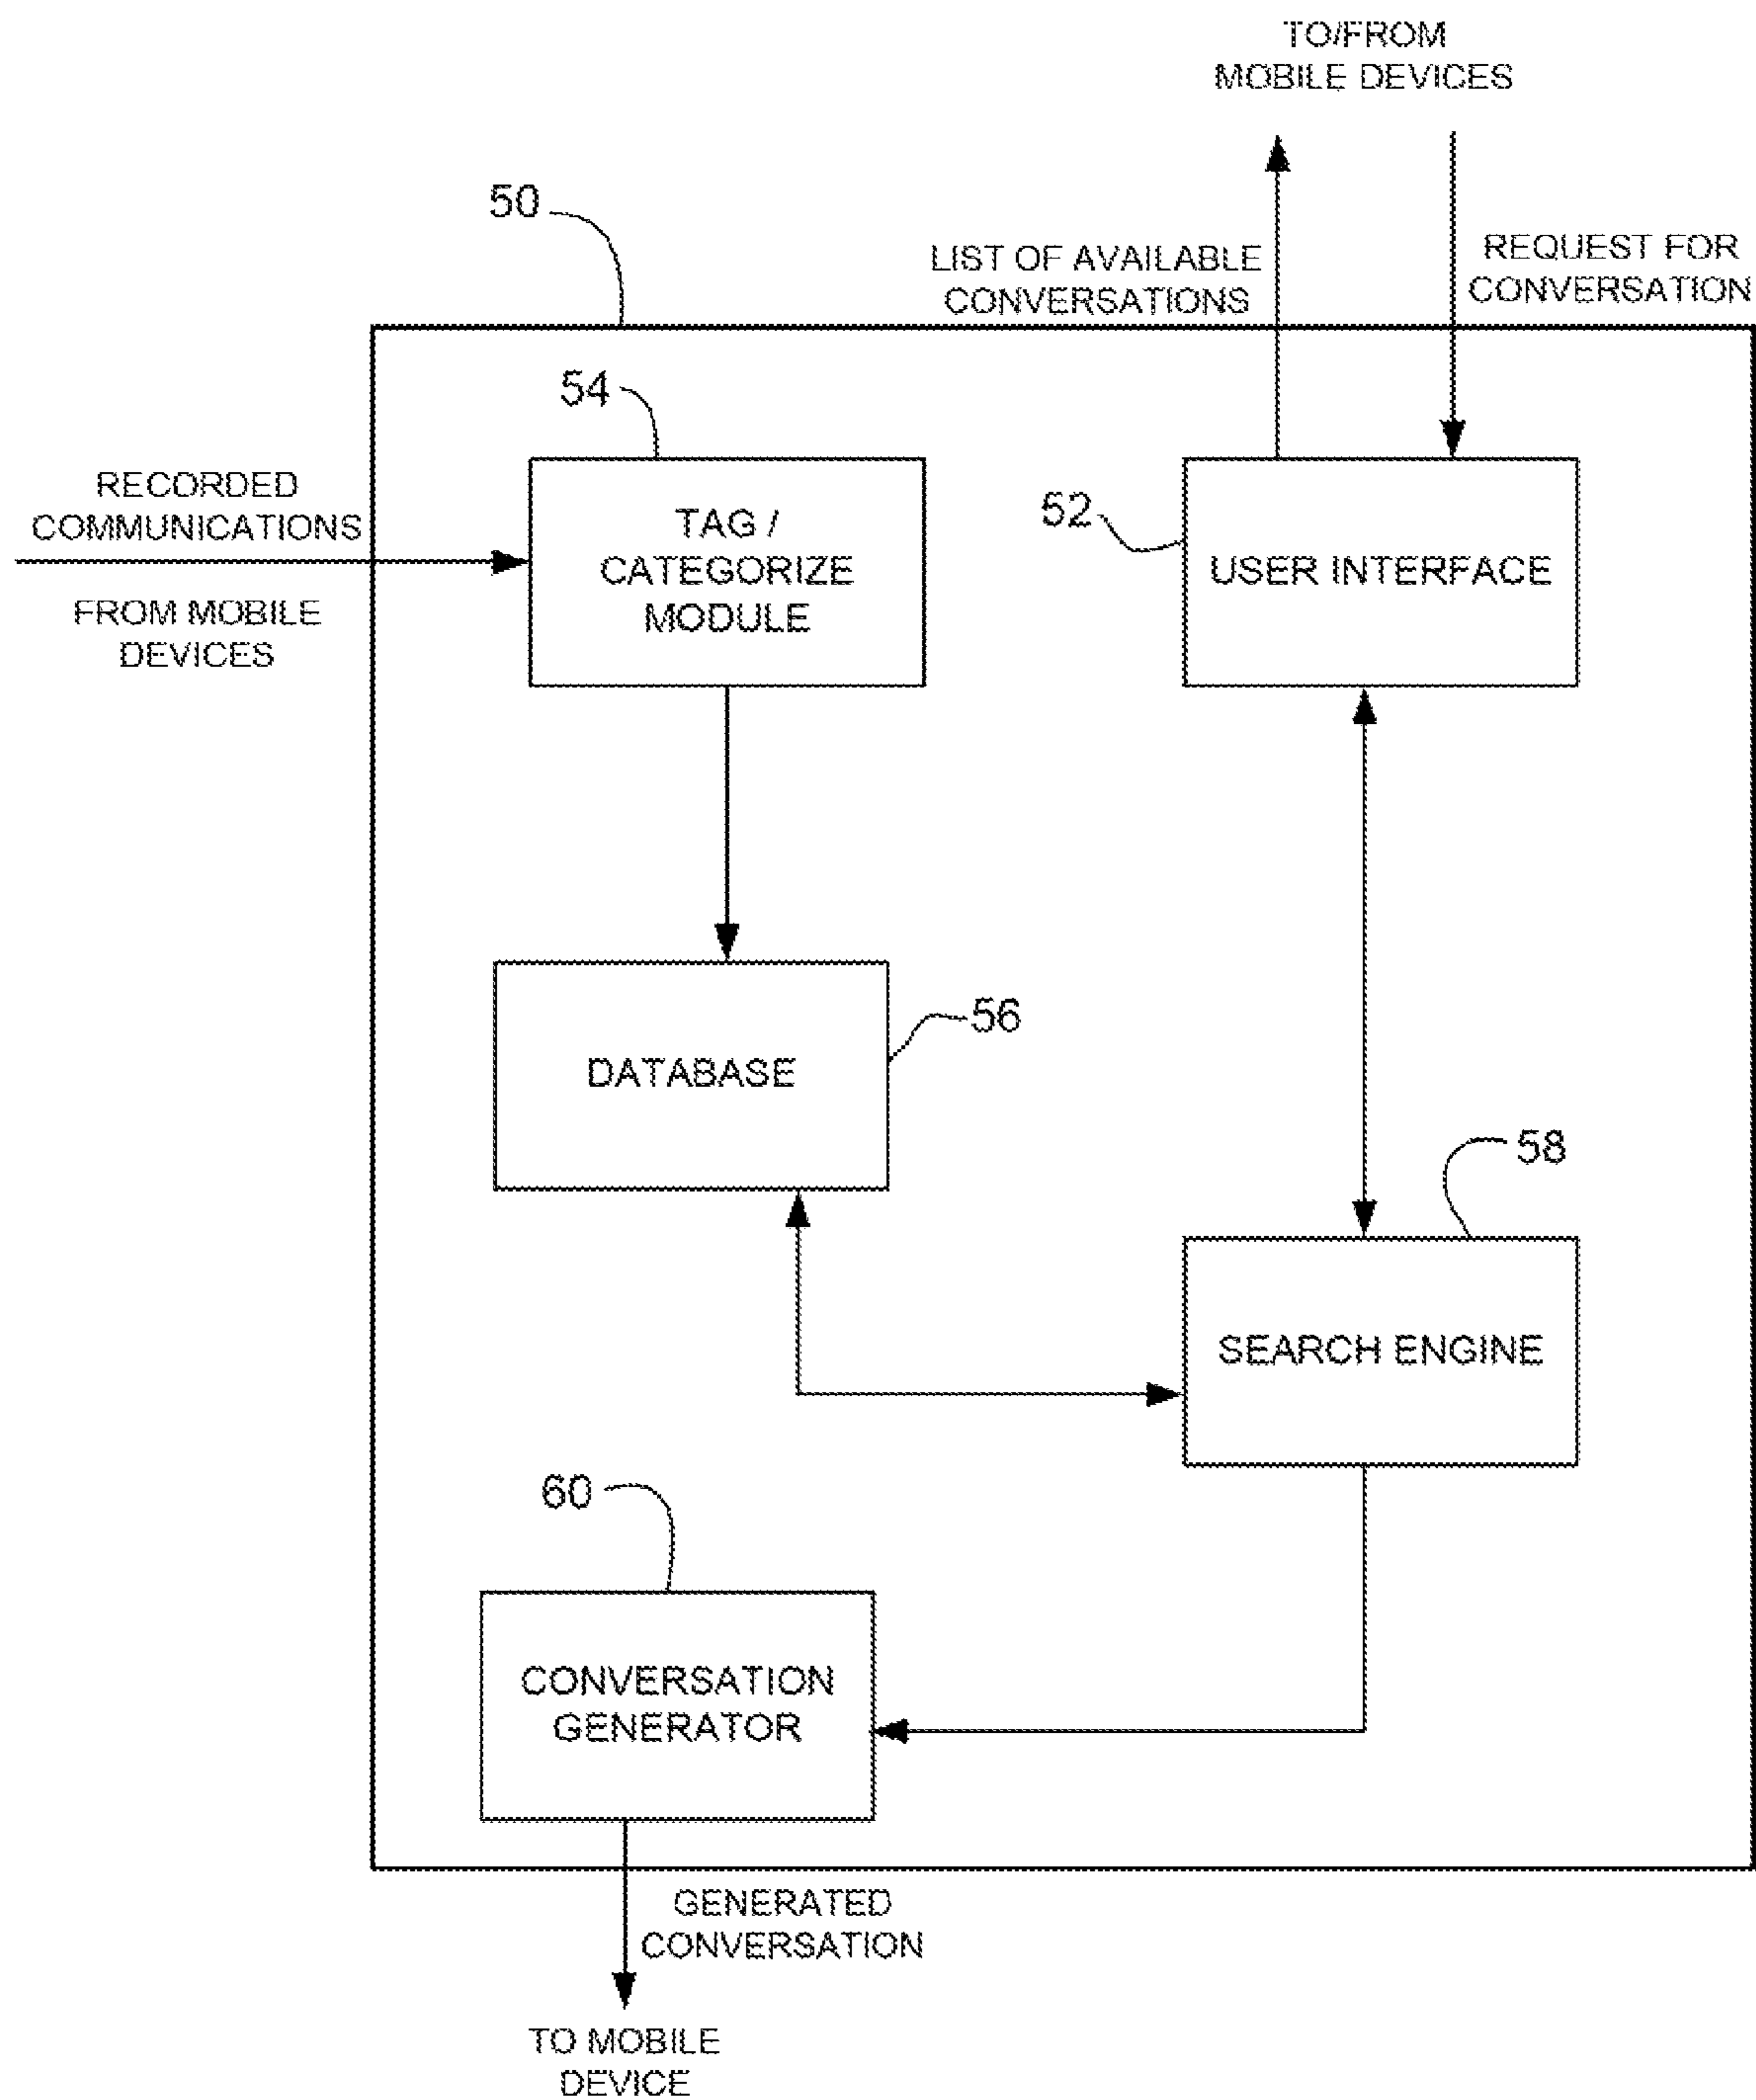 TO/FROM
MOBILE DEVICES
50
LIST OF AVAILABLE
CONVERSATIONS
REQUEST FOR
CONVERSATION
54
RECORDED
COMMUNICATIONS
FROM MOBILE
DEVICES
TAG /
CATEGORIZE
MODULE
52
USER INTERFACE
DATABASE
56
58
SEARCH ENGINE
60
CONVERSATION
GENERATOR
GENERATED
CONVERSATION
TO MOBILE
DEVICE